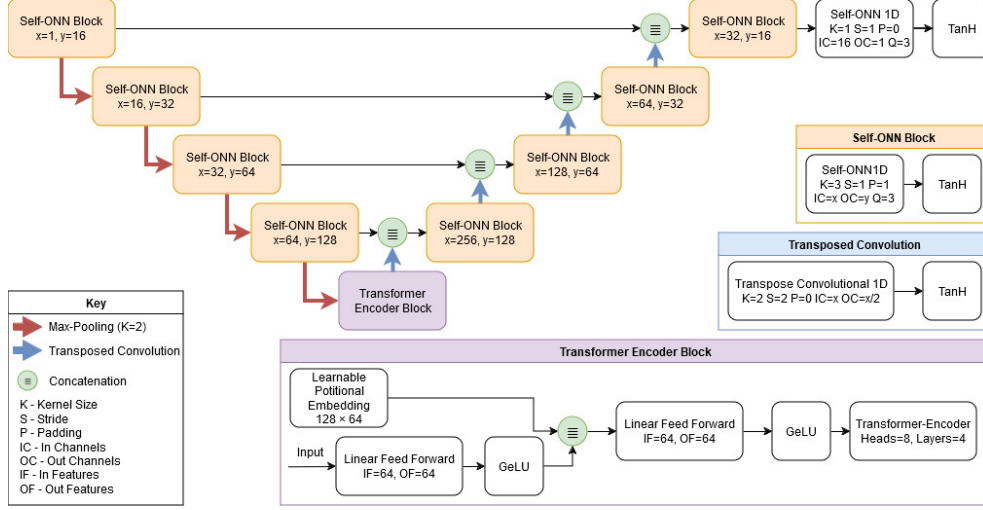 Self-ONN Block
x=1, y=16
Self-ONN Block
x=32, y=16
Self-ONN 1D
K=1 S=1 P=0
IC=16 OC=1 Q=3
TanH
Self-ONN Block
x=16, y=32
Self-ONN Block
x=64, y=32
Self-ONN Block
x=32, y=64
Self-ONN Block
x=128, y=64
Self-ONN Block
x=64, y=128
Self-ONN Block
x=256, y=128
Transformer
Encoder Block
Self-ONN Block
Self-ONN1D
K=3 S=1 P=1
IC=x OC=y Q=3
TanH
Transposed Convolution
Transpose Convolutional 1D
K=2 S=2 P=0 IC=x OC=x/2
TanH
Key
Max-Pooling (K=2)
Transposed Convolution
Concatenation
K - Kernel Size
S - Stride
P - Padding
IC - In Channels
OC - Out Channels
IF - In Features
OF - Out Features
Transformer Encoder Block
Learnable
Potitional
Embedding
128 × 64
Input
Linear Feed Forward
IF=64, OF=64
GeLU
Linear Feed Forward
IF=64, OF=64
GeLU
Transformer-Encoder
Heads=8, Layers=4